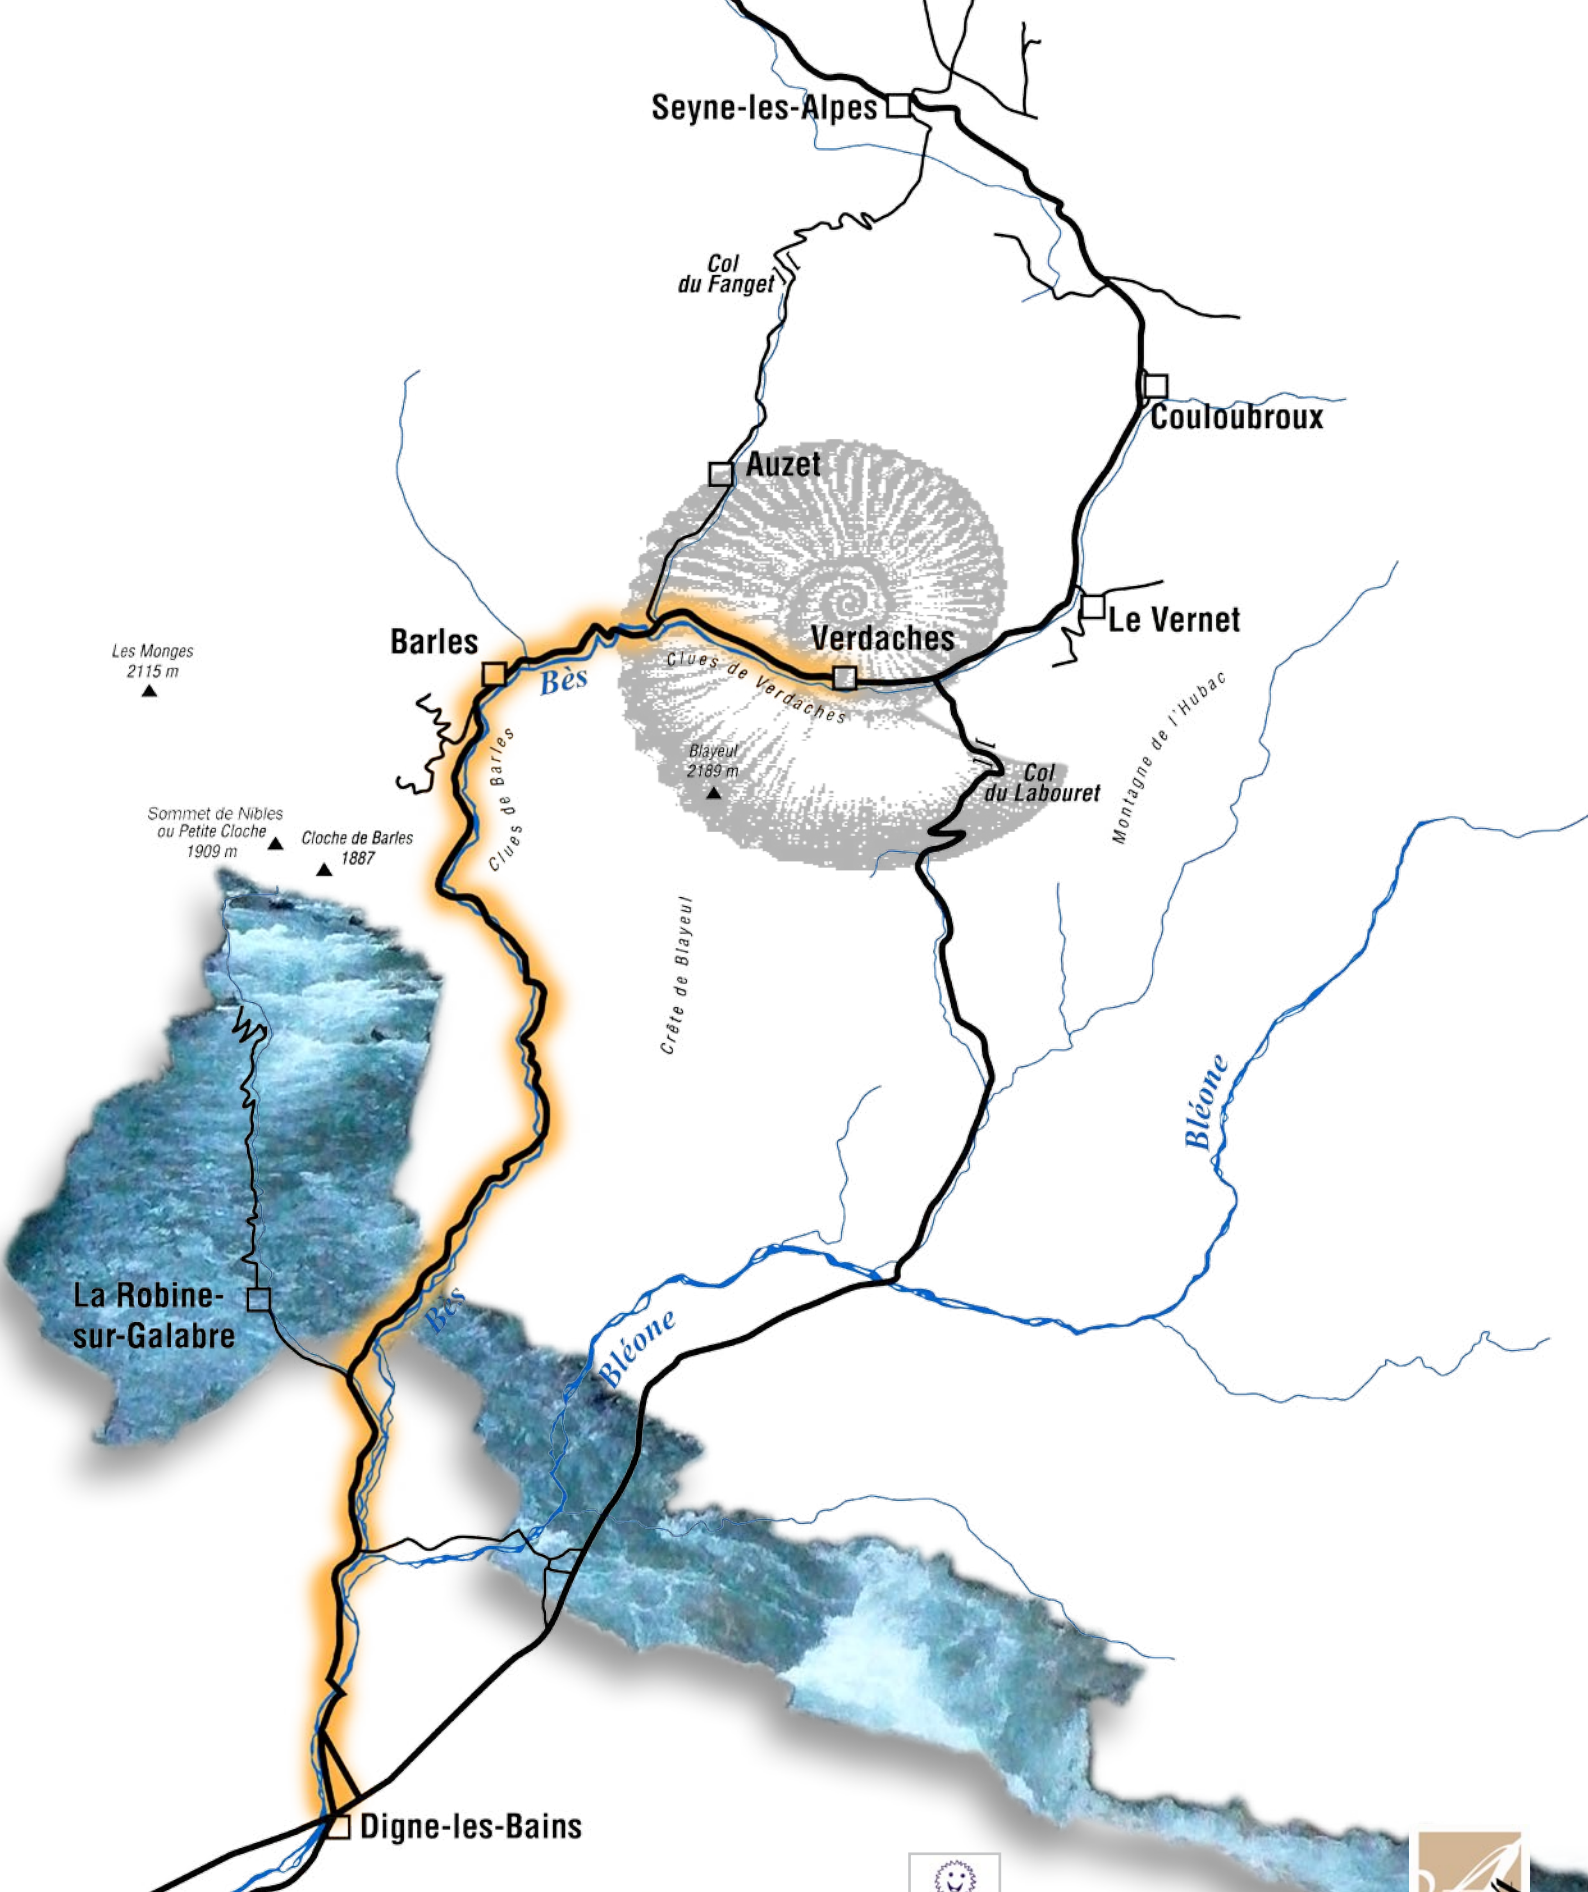 Seyne-les-Alpes
Col
du Fanget
Couloubroux
Auzet
Le Vernet
Verdaches
Barles
Les Monges
2115 m
Bès
Clues de Verdaches
Montagne de l'Hubac
Clues de Barles
Blayeul
2189 m
Col
du Labouret
Sommet de Nibles
ou Petite Cloche
1909 m
Cloche de Barles
1887
Crête de Blayeul
Bléone
La Robine-
sur-Galabre
Bès
Bléone
Digne-les-Bains